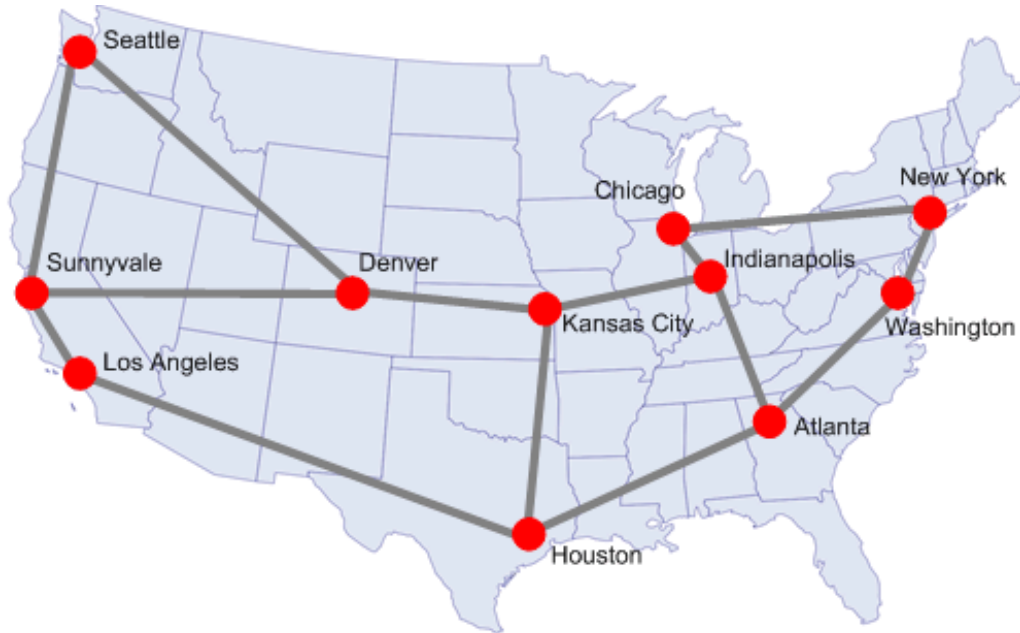 Seattle
Chicago
New York
Sunnyvale
Denver
Indianapolis
Kansas City
Washington
Los Angeles
Atlanta
Houston